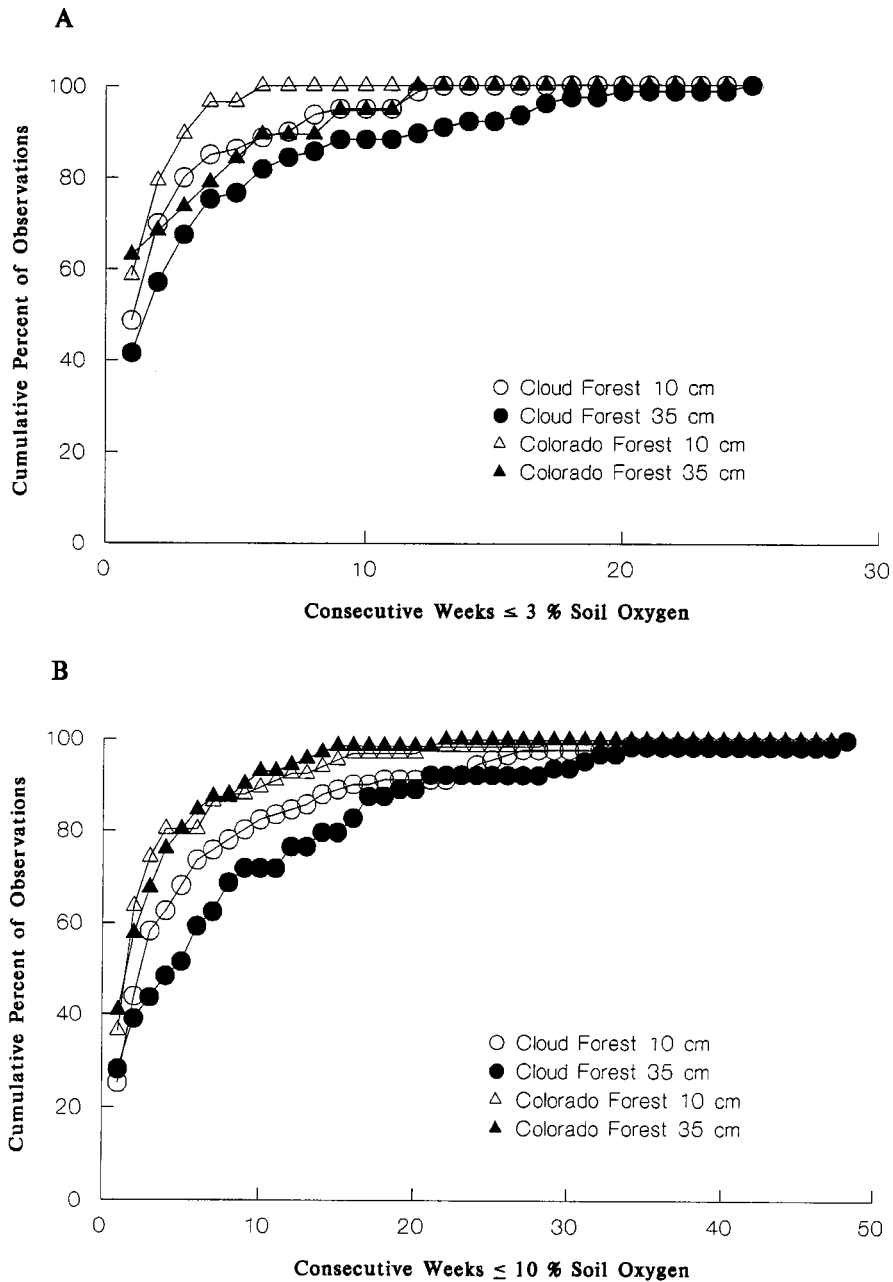 A
Cumulative Percent of Observations
100
80
60
40
20
0
Cloud Forest 10 cm
Cloud Forest 35 cm
Colorado Forest 10 cm
Colorado Forest 35 cm
0 10 20 30
Consecutive Weeks ≤ 3 % Soil Oxygen
B
Cumulative Percent of Observations
100
80
60
40
20
0
Cloud Forest 10 cm
Cloud Forest 35 cm
Colorado Forest 10 cm
Colorado Forest 35 cm
0 10 20 30 40 50
Consecutive Weeks ≤ 10 % Soil Oxygen